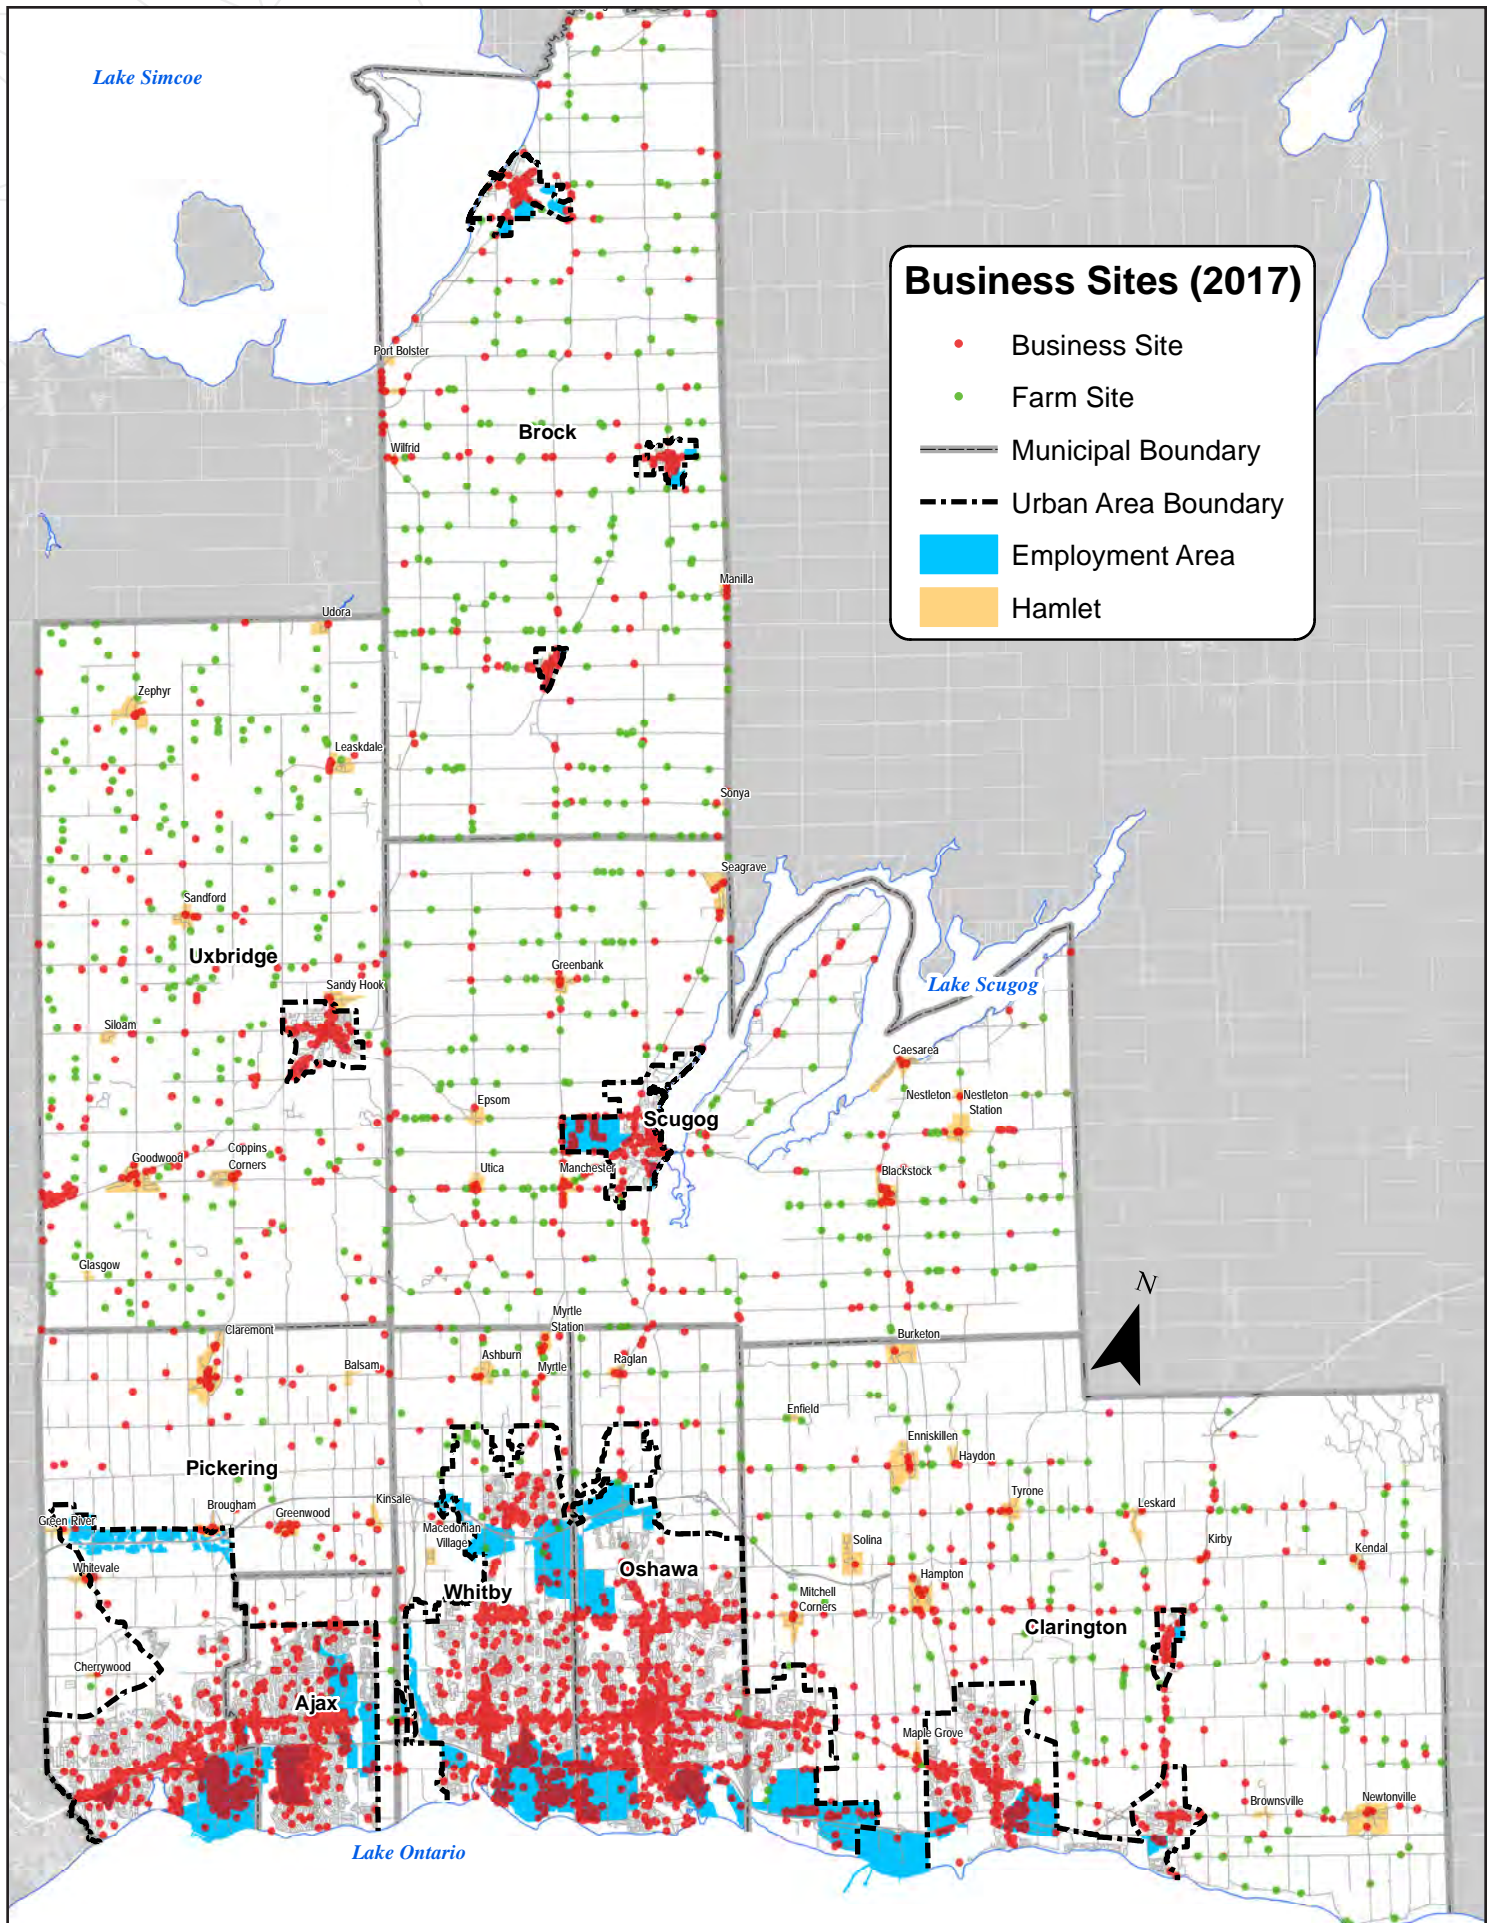 Lake Simcoe
Business Sites (2017)
Business Site
Farm Site
Municipal Boundary
Urban Area Boundary
Employment Area
Hamlet
Port Bolster
Brock
Wilfrid
Manilla
Udora
Zephyr
Leaskdale
Sonya
Seagrave
Sandford
Uxbridge
Greenbank
Sandy Hook
Lake Scugog
Siloam
Caesarea
Nestleton
Nestleton
Station
Epsom
Scugog
Coppins
Corners
Goodwood
Utica
Manchester
Blackstock
Glasgow
N
Myrtle
Station
Claremont
Burketon
Balsam
Ashburn
Myrtle
Raglan
Enfield
Enniskillen
Haydon
Pickering
Tyrone
Leskard
Kinsale
Brougham
Greenwood
Green River
Macedonian
Village
Solina
Kirby
Kendal
Whitevale
Oshawa
Hampton
Whitby
Mitchell
Corners
Clarington
Cherrywood
Ajax
Maple Grove
Brownsville
Newtonville
Lake Ontario